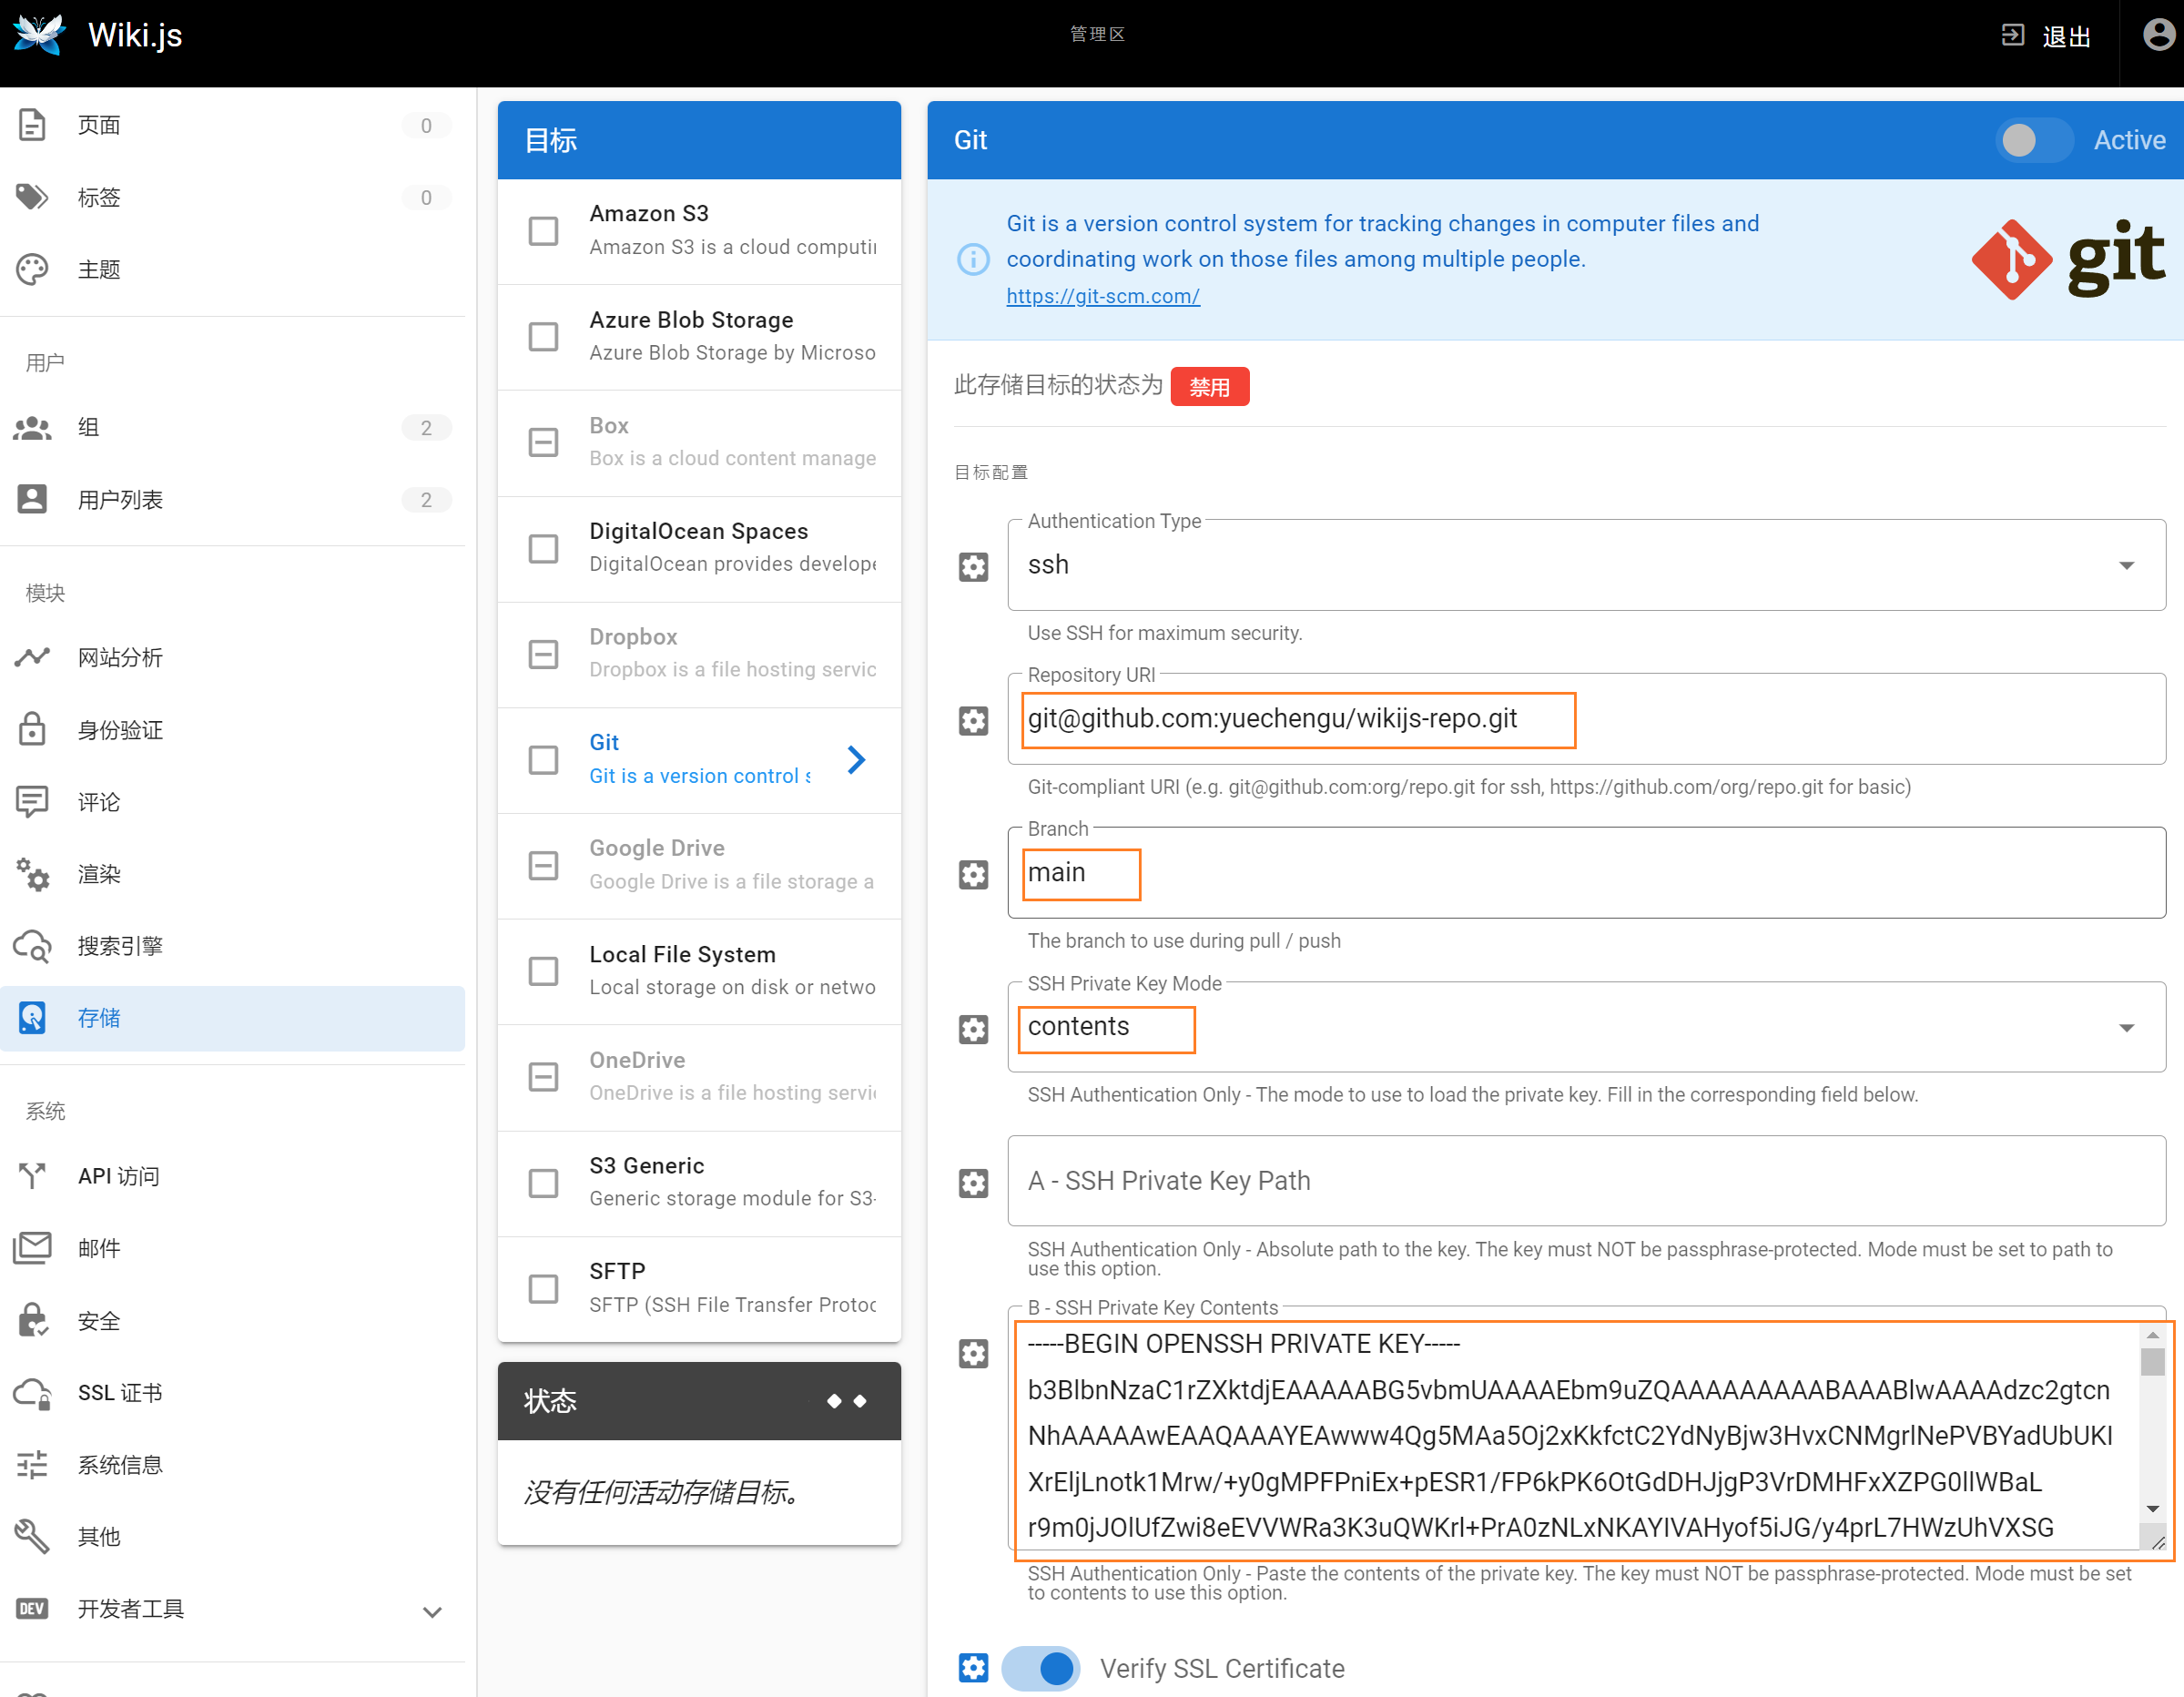 Wiki.js
管理区
退出
页面 0
标签 0
主题
用户
组 2
用户列表 2
模块
网站分析
身份验证
评论
渲染
搜索引擎
存储
系统
API 访问
邮件
安全
SSL 证书
系统信息
其他
DEV 开发者工具
目标
Amazon S3
Amazon S3 is a cloud computi
Azure Blob Storage
Azure Blob Storage by Microso
Box
Box is a cloud content manage
DigitalOcean Spaces
DigitalOcean provides develope
Dropbox
Dropbox is a file hosting servic
Git
Git is a version control s
Google Drive
Google Drive is a file storage a
Local File System
Local storage on disk or netwo
OneDrive
OneDrive is a file hosting servi
S3 Generic
Generic storage module for S3-
SFTP
SFTP (SSH File Transfer Protoc
状态
没有任何活动存储目标。
Git
Active
Git is a version control system for tracking changes in computer files and
coordinating work on those files among multiple people.
https://git-scm.com/
git
此存储目标的状态为 禁用
目标配置
Authentication Type
ssh
Use SSH for maximum security.
Repository URI
git@github.com:yuechengu/wikijs-repo.git
Git-compliant URI (e.g. git@github.com:org/repo.git for ssh, https://github.com/org/repo.git for basic)
Branch
main
The branch to use during pull / push
SSH Private Key Mode
contents
SSH Authentication Only - The mode to use to load the private key. Fill in the corresponding field below.
A - SSH Private Key Path
SSH Authentication Only - Absolute path to the key. The key must NOT be passphrase-protected. Mode must be set to path to
use this option.
B - SSH Private Key Contents
-----BEGIN OPENSSH PRIVATE KEY-----
b3BlbnNzaC1rZXktdjEAAAAABG5vbmUAAAAEbm9uZQAAAAAAAAABAAABlwAAAAdzc2gtcn
NhAAAAAwEAAQAAAYEAwww4Qg5MAa5Oj2xKkfctC2YdNyBjw3HvxCNMgrlNePVBYadUbUKI
XrEljLnotk1Mrw/+y0gMPFPniEx+pESR1/FP6kPK6OtGdDHJjgP3VrDMHFxXZPG0llWBaL
r9m0jJOlUfZwi8eEVVWRa3K3uQWKrl+PrA0zNLxNKAYIVAHyof5iJG/y4prL7HWzUhVXSG
SSH Authentication Only - Paste the contents of the private key. The key must NOT be passphrase-protected. Mode must be set
to contents to use this option.
Verify SSL Certificate